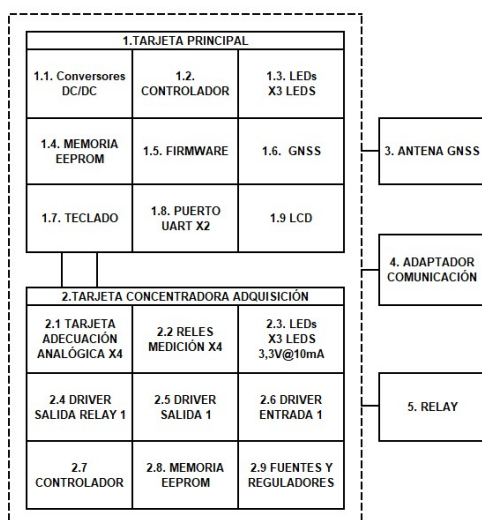 1.TARJETA PRINCIPAL
1.1. Conversores
DC/DC
1.2.
CONTROLADOR
1.3. LEDs
X3 LEDS
1.4. MEMORIA
EEPROM
1.5. FIRMWARE
1.6. GNSS
1.7. TECLADO
1.8. PUERTO
UART X2
1.9 LCD
2.TARJETA CONCENTRADORA ADQUISICIÓN
2.1 TARJETA
ADECUACIÓN
ANALÓGICA X4
2.2 RELES
MEDICIÓN X4
2.3. LEDs
X3 LEDS
3,3V@10mA
2.4 DRIVER
SALIDA RELAY 1
2.5 DRIVER
SALIDA 1
2.6 DRIVER
ENTRADA 1
2.7
CONTROLADOR
2.8. MEMORIA
EEPROM
2.9 FUENTES Y
REGULADORES
3. ANTENA GNSS
4. ADAPTADOR
COMUNICACIÓN
5. RELAY